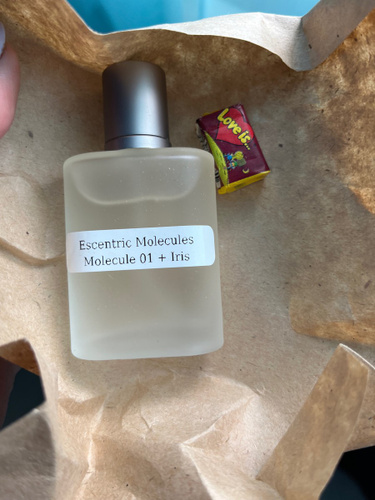 Love is...
Escentric Molecules
Molecule 01 + Iris